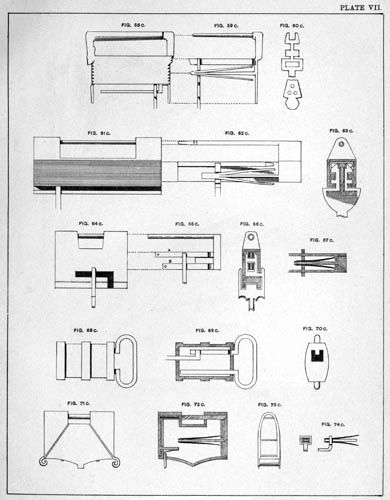 PLATE VII.
FIG. 58 C.
FIG. 59 C.
FIG. 60 C.
FIG. 61 C.
FIG. 62 C.
FIG. 63 C.
FIG. 64 C.
FIG. 65 C.
FIG. 66 C.
FIG. 67 C.
FIG. 68 C.
FIG. 69 C.
FIG. 70 C.
FIG. 71 C.
FIG. 72 C.
FIG. 73 C.
FIG. 74 C.